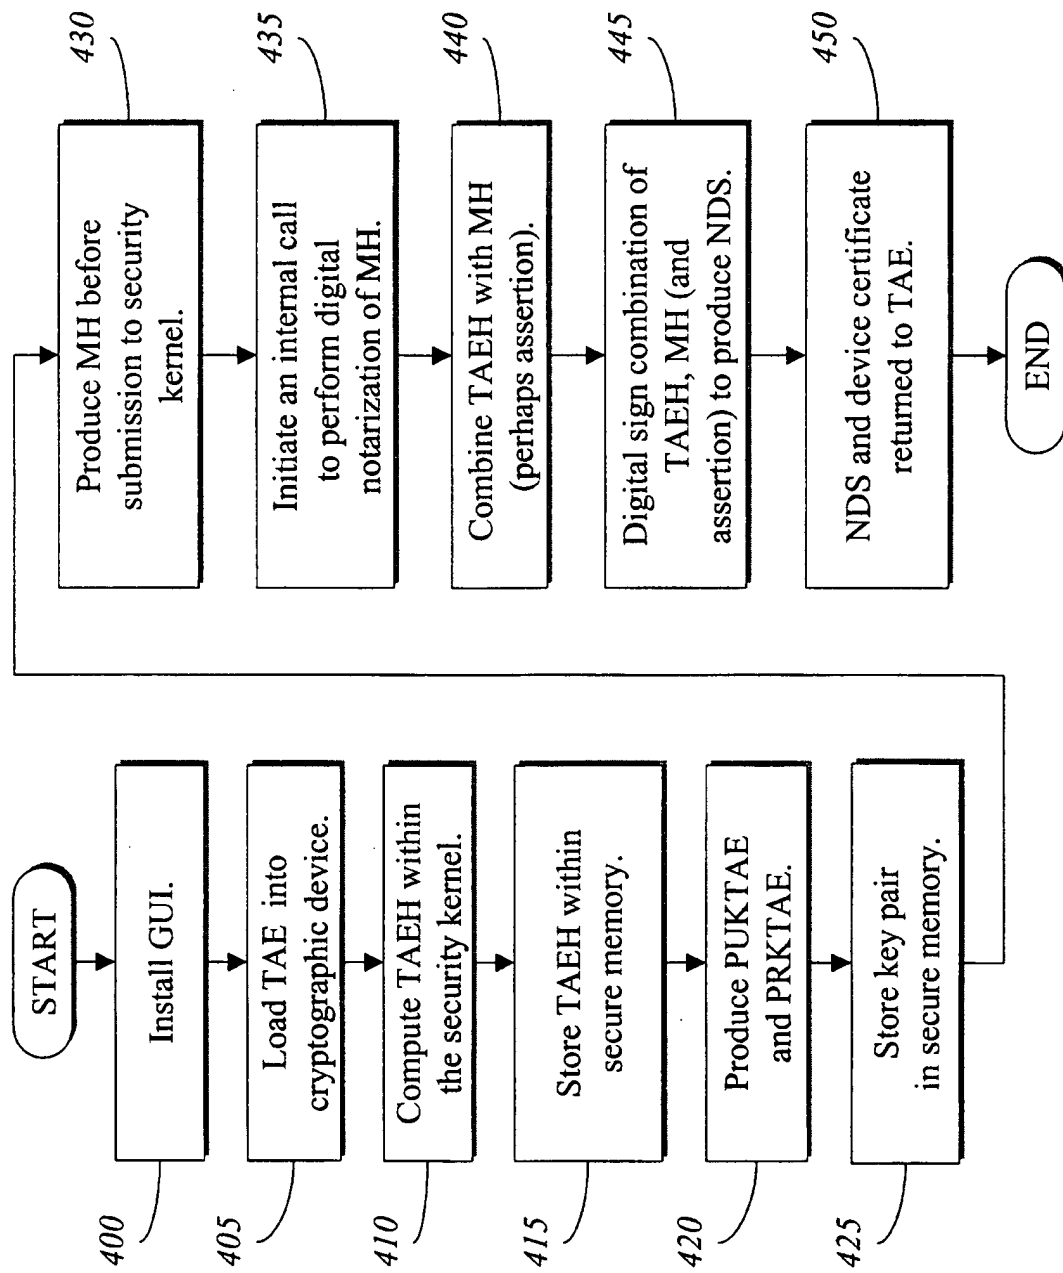 START
Install GUI.
400
Load TAE into
cryptographic device.
405
Compute TAEH within
the security kernel.
410
Store TAEH within
secure memory.
415
Produce PUKTAE
and PRKTAE.
420
Store key pair
in secure memory.
425
Produce MH before
submission to security
kernel.
430
Initiate an internal call
to perform digital
notarization of MH.
435
Combine TAEH with MH
(perhaps assertion).
440
Digital sign combination of
TAEH, MH (and
assertion) to produce NDS.
445
NDS and device certificate
returned to TAE.
450
END